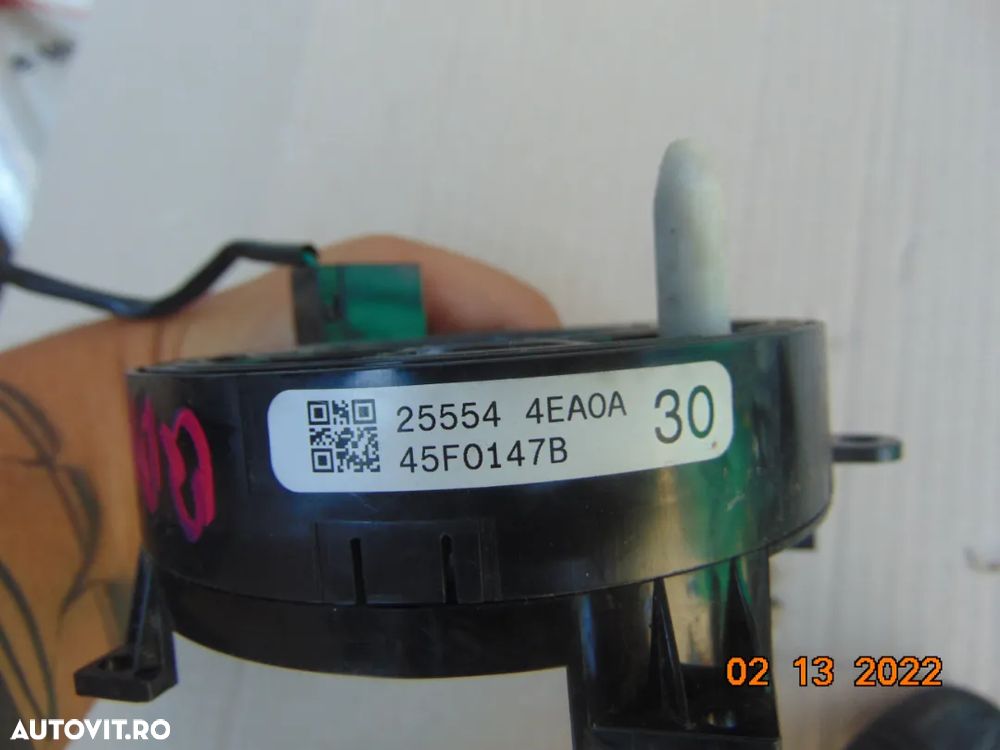 25554 4EA0A 30
45F0147B
02 13 2022
AUTOVIT.RO